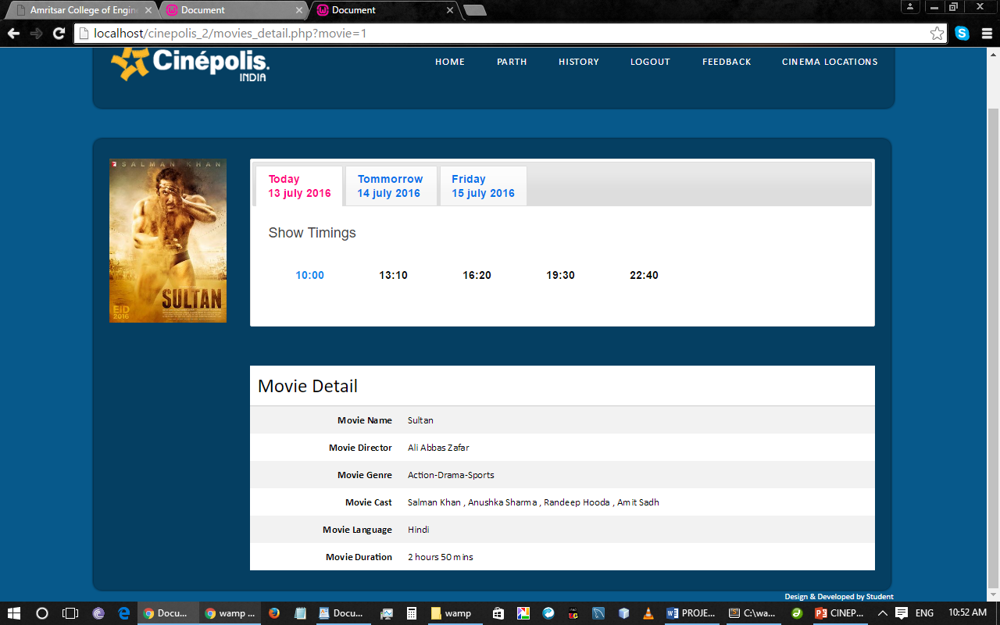 Amritsar College of Engin
Document
Document
localhost/cinepolis_2/movies_detail.php?movie=1
Cinépolis.
INDIA
HOME
PARTH
HISTORY
LOGOUT
FEEDBACK
CINEMA LOCATIONS
SALMAN KHAN
SULTAN
EID
2016
Today
13 july 2016
Tommorrow
14 july 2016
Friday
15 july 2016
Show Timings
10:00 13:10 16:20 19:30 22:40
Movie Detail
Movie Name Sultan
Movie Director Ali Abbas Zafar
Movie Genre Action-Drama-Sports
Movie Cast Salman Khan , Anushka Sharma , Randeep Hooda , Amit Sadh
Movie Language Hindi
Movie Duration 2 hours 50 mins
Design & Developed by Student
Docu...
wamp ...
Docu...
wamp
PROJE...
C:\wa...
CINEP...
ENG
10:52 AM